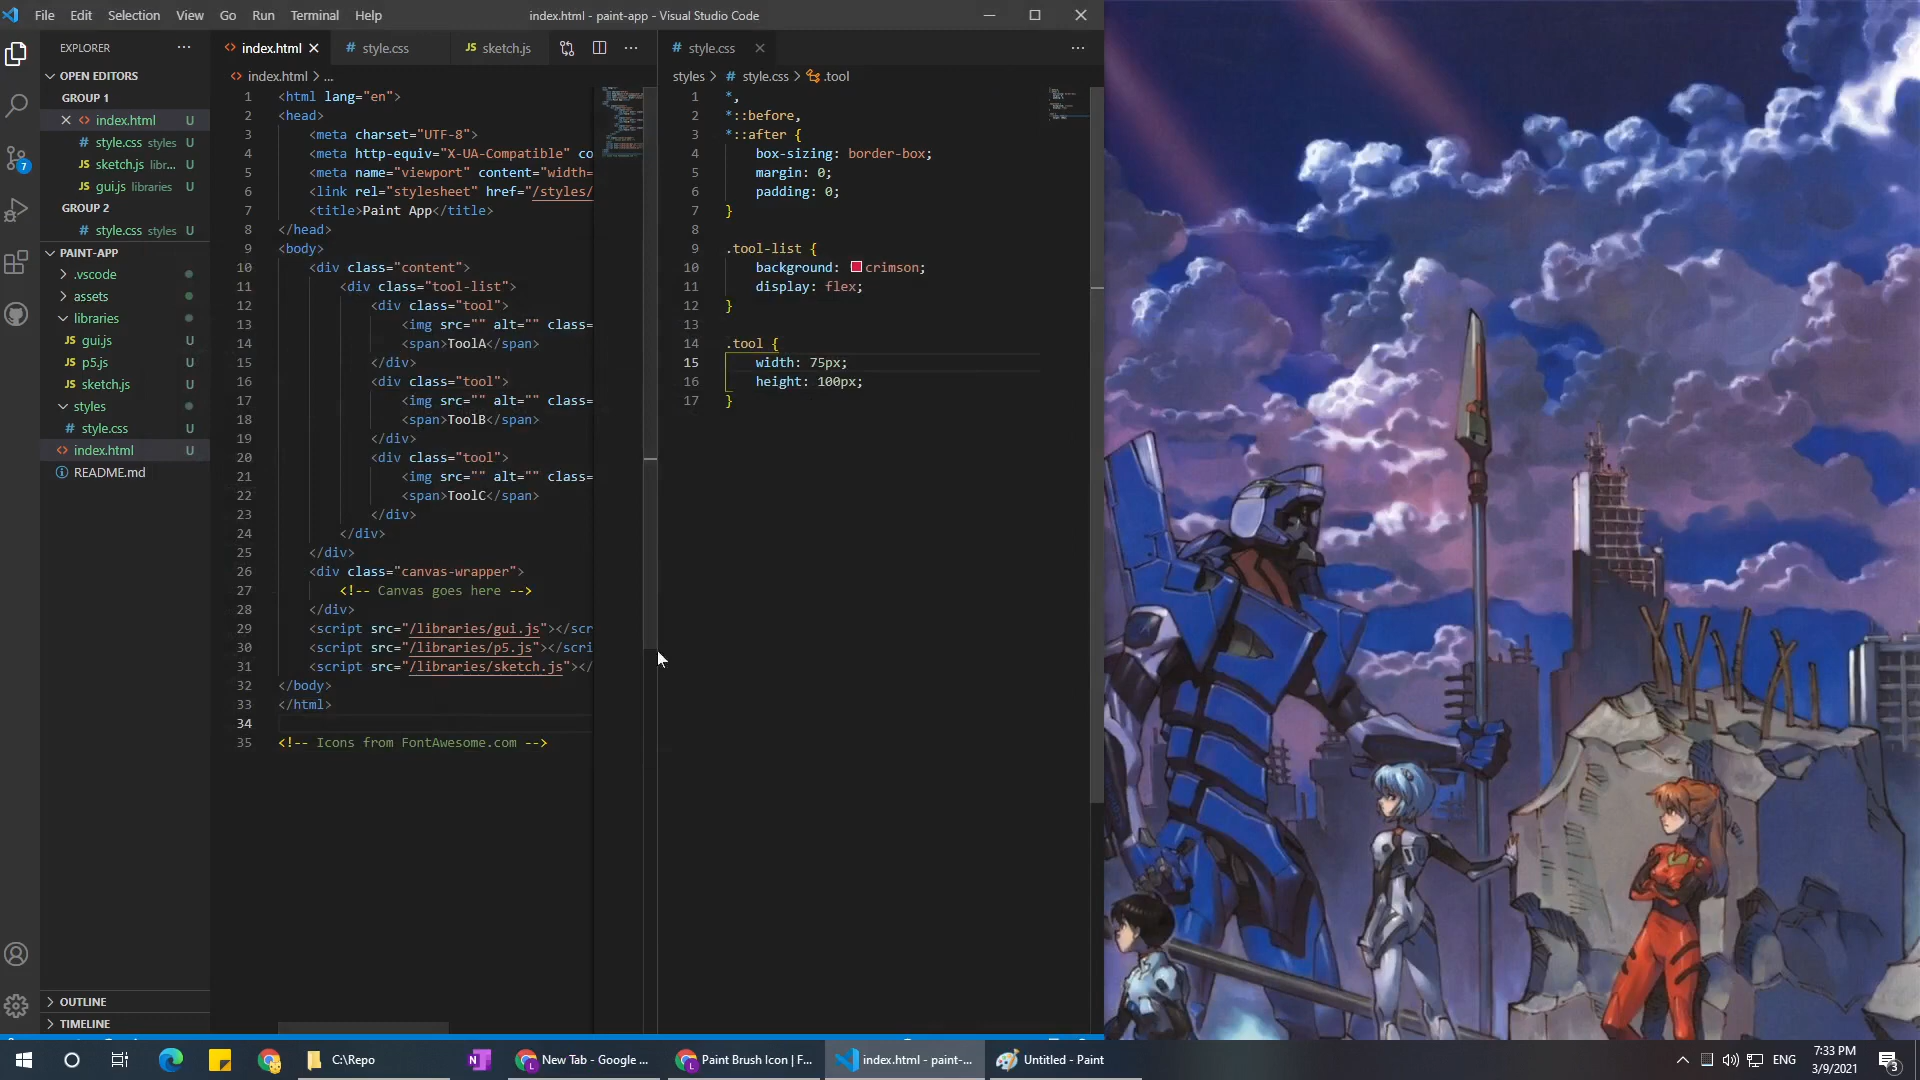 File Edit Selection View Go Run Terminal Help
index.html - paint-app - Visual Studio Code
EXPLORER
OPEN EDITORS
GROUP 1
index.html U
style.css styles U
JS sketch.js libr... U
JS gui.js libraries U
GROUP 2
# style.css styles U
PAINT-APP
.vscode
assets
libraries
JS gui.js U
JS p5.js U
JS sketch.js U
styles
# style.css U
index.html U
README.md
OUTLINE
TIMELINE
7
index.html
# style.css
JS sketch.js
index.html > ...
1 <html lang="en">
2 <head>
3 <meta charset="UTF-8">
4 <meta http-equiv="X-UA-Compatible" co
5 <meta name="viewport" content="width=
6 <link rel="stylesheet" href="/styles/
7 <title>Paint App</title>
8 </head>
9 <body>
10 <div class="content">
11 <div class="tool-list">
12 <div class="tool">
13 <img src="" alt="" class=
14 <span>ToolA</span>
15 </div>
16 <div class="tool">
17 <img src="" alt="" class=
18 <span>ToolB</span>
19 </div>
20 <div class="tool">
21 <img src="" alt="" class=
22 <span>ToolC</span>
23 </div>
24 </div>
25 </div>
26 <div class="canvas-wrapper">
27 <!-- Canvas goes here -->
28 </div>
29 <script src="/libraries/gui.js"></scr
30 <script src="/libraries/p5.js"></scri
31 <script src="/libraries/sketch.js"></
32 </body>
33 </html>
34
35 <!-- Icons from FontAwesome.com -->
# style.css
styles > # style.css > .tool
1 *,
2 *::before,
3 *::after {
4 box-sizing: border-box;
5 margin: 0;
6 padding: 0;
7 }
8
9 .tool-list {
10 background: crimson;
11 display: flex;
12 }
13
14 .tool {
15 width: 75px;
16 height: 100px;
17 }
C:\Repo
New Tab - Google ...
Paint Brush Icon | F...
index.html - paint-...
Untitled - Paint
ENG
7:33 PM
3/9/2021
3